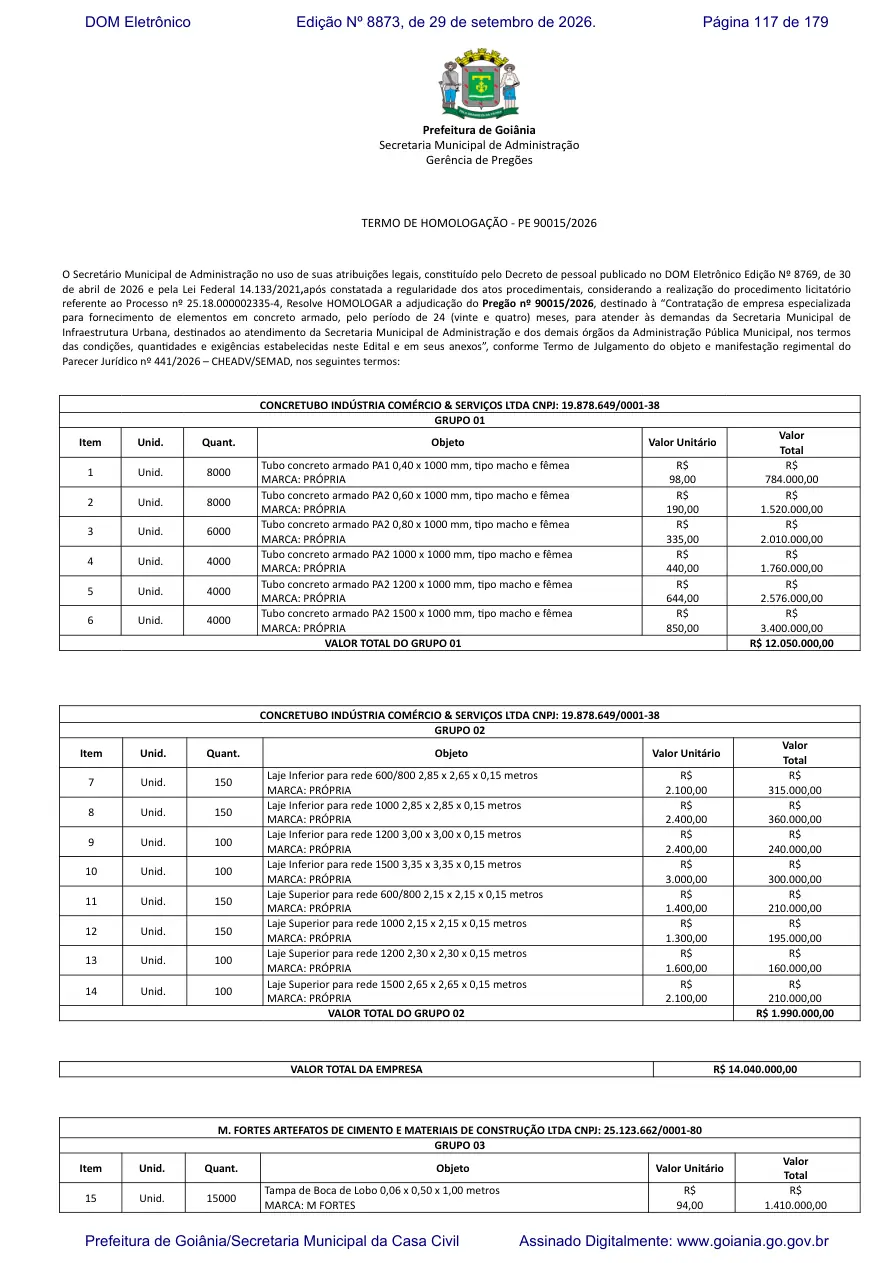 DOM Eletrônico Edição Nº 8873, de 29 de setembro de 2026. Página 117 de 179
Prefeitura de Goiânia
Secretaria Municipal de Administração
Gerência de Pregões
TERMO DE HOMOLOGAÇÃO - PE 90015/2026
O Secretário Municipal de Administração no uso de suas atribuições legais, constituído pelo Decreto de pessoal publicado no DOM Eletrônico Edição Nº 8769, de 30
de abril de 2026 e pela Lei Federal 14.133/2021,após constatada a regularidade dos atos procedimentais, considerando a realização do procedimento licitatório
referente ao Processo nº 25.18.000002335-4, Resolve HOMOLOGAR a adjudicação do Pregão nº 90015/2026, destinado à “Contratação de empresa especializada
para fornecimento de elementos em concreto armado, pelo período de 24 (vinte e quatro) meses, para atender às demandas da Secretaria Municipal de
Infraestrutura Urbana, destinados ao atendimento da Secretaria Municipal de Administração e dos demais órgãos da Administração Pública Municipal, nos termos
das condições, quantidades e exigências estabelecidas neste Edital e em seus anexos”, conforme Termo de Julgamento do objeto e manifestação regimental do
Parecer Jurídico nº 441/2026 – CHEADV/SEMAD, nos seguintes termos:
CONCRETUBO INDÚSTRIA COMÉRCIO & SERVIÇOS LTDA CNPJ: 19.878.649/0001-38
GRUPO 01
Item Unid. Quant. Objeto Valor Unitário Valor Total
1 Unid. 8000 Tubo concreto armado PA1 0,40 x 1000 mm, tipo macho e fêmea R$ R$
MARCA: PRÓPRIA 98,00 784.000,00
2 Unid. 8000 Tubo concreto armado PA2 0,60 x 1000 mm, tipo macho e fêmea R$ R$
MARCA: PRÓPRIA 190,00 1.520.000,00
3 Unid. 6000 Tubo concreto armado PA2 0,80 x 1000 mm, tipo macho e fêmea R$ R$
MARCA: PRÓPRIA 335,00 2.010.000,00
4 Unid. 4000 Tubo concreto armado PA2 1000 x 1000 mm, tipo macho e fêmea R$ R$
MARCA: PRÓPRIA 440,00 1.760.000,00
5 Unid. 4000 Tubo concreto armado PA2 1200 x 1000 mm, tipo macho e fêmea R$ R$
MARCA: PRÓPRIA 644,00 2.576.000,00
6 Unid. 4000 Tubo concreto armado PA2 1500 x 1000 mm, tipo macho e fêmea R$ R$
MARCA: PRÓPRIA 850,00 3.400.000,00
VALOR TOTAL DO GRUPO 01 R$ 12.050.000,00
CONCRETUBO INDÚSTRIA COMÉRCIO & SERVIÇOS LTDA CNPJ: 19.878.649/0001-38
GRUPO 02
Item Unid. Quant. Objeto Valor Unitário Valor Total
7 Unid. 150 Laje Inferior para rede 600/800 2,85 x 2,65 x 0,15 metros R$ R$
MARCA: PRÓPRIA 2.100,00 315.000,00
8 Unid. 150 Laje Inferior para rede 1000 2,85 x 2,85 x 0,15 metros R$ R$
MARCA: PRÓPRIA 2.400,00 360.000,00
9 Unid. 100 Laje Inferior para rede 1200 3,00 x 3,00 x 0,15 metros R$ R$
MARCA: PRÓPRIA 2.400,00 240.000,00
10 Unid. 100 Laje Inferior para rede 1500 3,35 x 3,35 x 0,15 metros R$ R$
MARCA: PRÓPRIA 3.000,00 300.000,00
11 Unid. 150 Laje Superior para rede 600/800 2,15 x 2,15 x 0,15 metros R$ R$
MARCA: PRÓPRIA 1.400,00 210.000,00
12 Unid. 150 Laje Superior para rede 1000 2,15 x 2,15 x 0,15 metros R$ R$
MARCA: PRÓPRIA 1.300,00 195.000,00
13 Unid. 100 Laje Superior para rede 1200 2,30 x 2,30 x 0,15 metros R$ R$
MARCA: PRÓPRIA 1.600,00 160.000,00
14 Unid. 100 Laje Superior para rede 1500 2,65 x 2,65 x 0,15 metros R$ R$
MARCA: PRÓPRIA 2.100,00 210.000,00
VALOR TOTAL DO GRUPO 02 R$ 1.990.000,00
VALOR TOTAL DA EMPRESA R$ 14.040.000,00
M. FORTES ARTEFATOS DE CIMENTO E MATERIAIS DE CONSTRUÇÃO LTDA CNPJ: 25.123.662/0001-80
GRUPO 03
Item Unid. Quant. Objeto Valor Unitário Valor Total
15 Unid. 15000 Tampa de Boca de Lobo 0,06 x 0,50 x 1,00 metros R$ R$
MARCA: M FORTES 94,00 1.410.000,00
Prefeitura de Goiânia/Secretaria Municipal da Casa Civil Assinado Digitalmente: www.goiania.go.gov.br